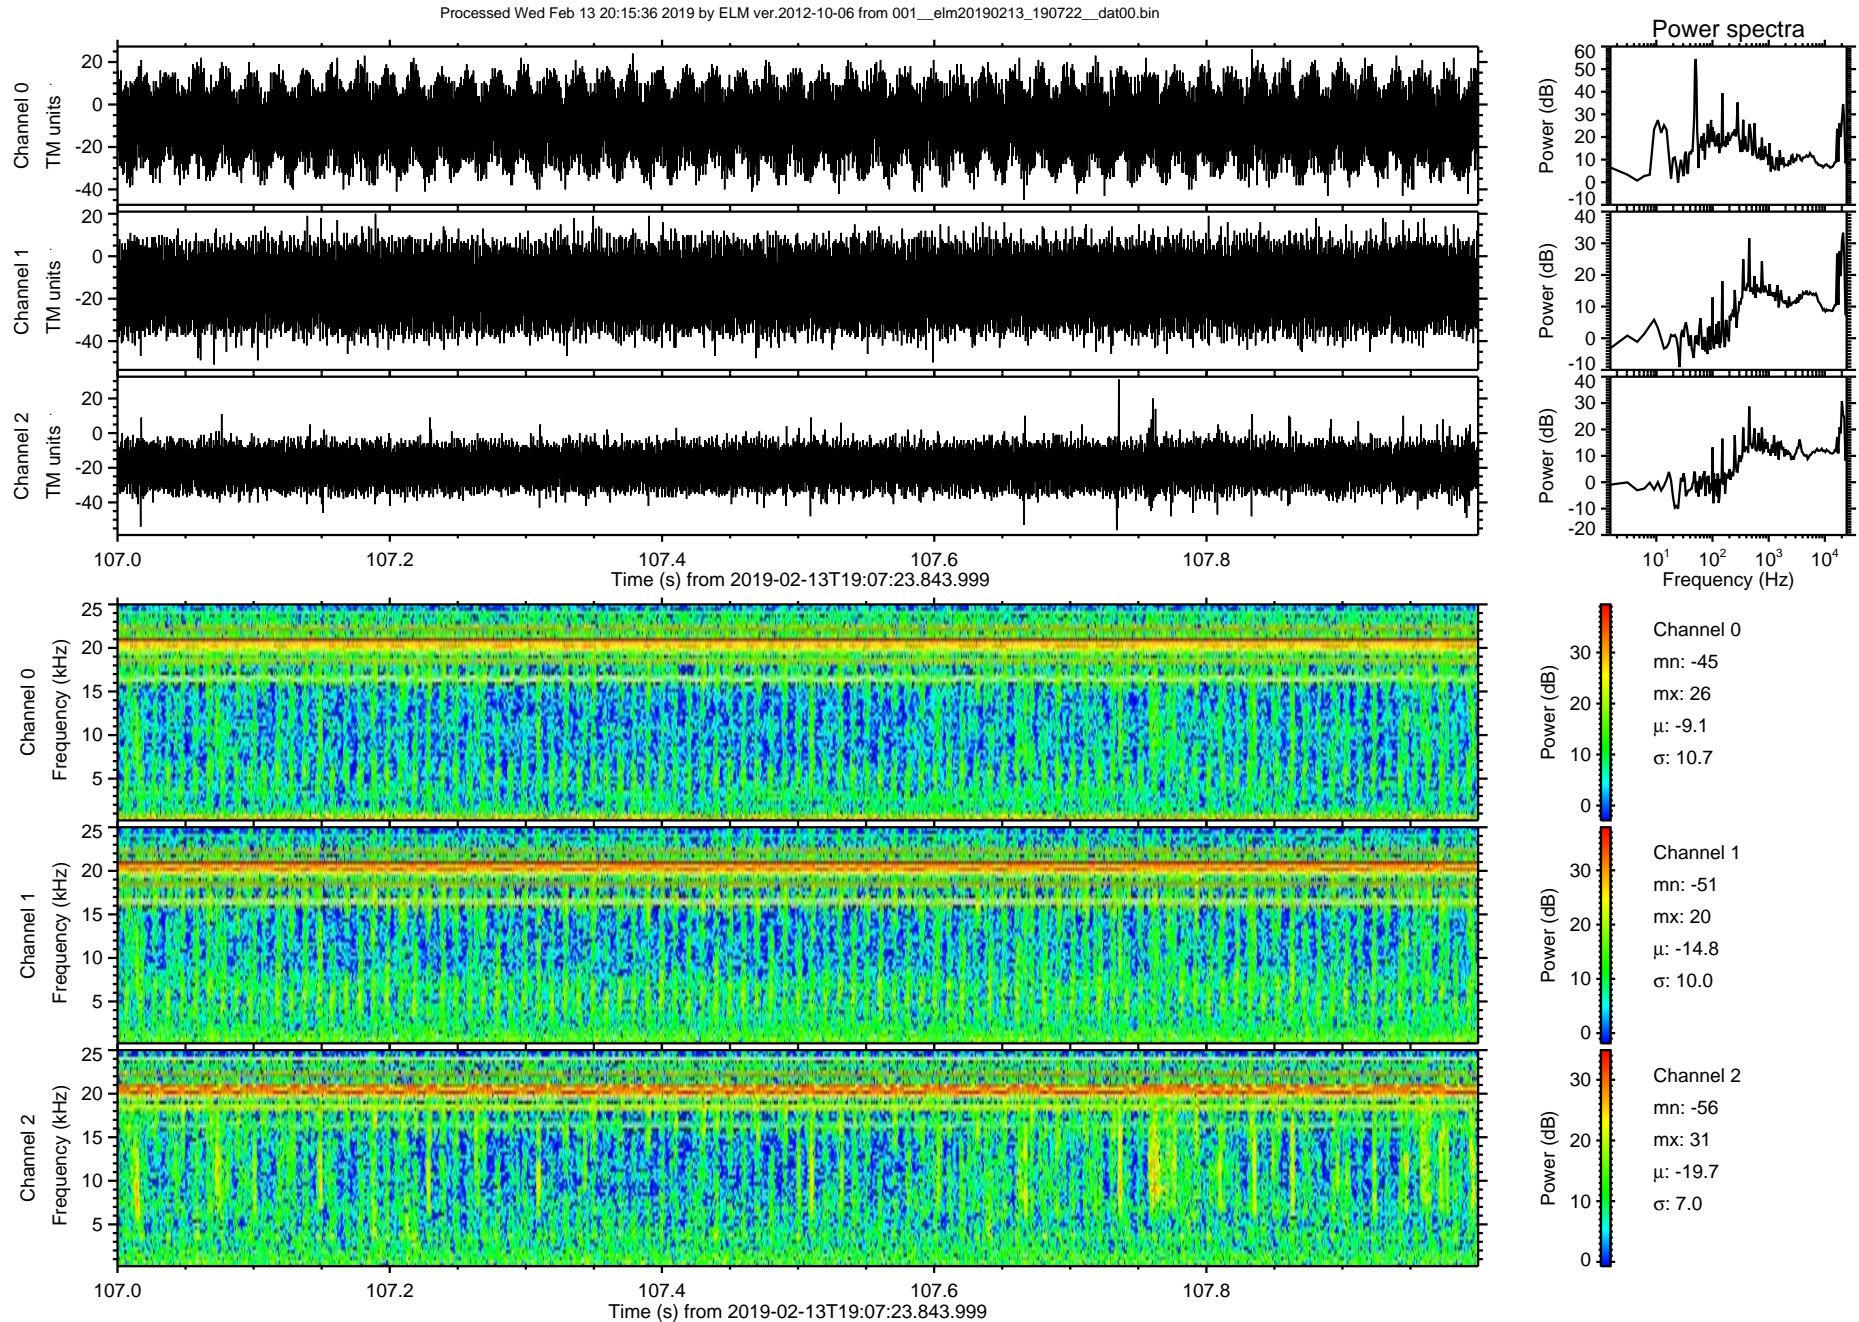 Processed Wed Feb 13 20:15:36 2019 by ELM ver.2012-10-06 from 001__elm20190213_190722__dat00.bin
Power spectra
Channel 0
TM units
20
0
-20
-40
Power (dB)
60
50
40
30
20
10
0
-10
Channel 1
TM units
20
0
-20
-40
Power (dB)
40
30
20
10
0
-10
Channel 2
TM units
20
0
-20
-40
Power (dB)
40
30
20
10
0
-10
-20
107.0 107.2 107.4 107.6 107.8
Time (s) from 2019-02-13T19:07:23.843.999
10^1 10^2 10^3 10^4
Frequency (Hz)
Channel 0
Frequency (kHz)
25
20
15
10
5
Power (dB)
30
20
10
0
Channel 0
mn: -45
mx: 26
μ: -9.1
σ: 10.7
Channel 1
Frequency (kHz)
25
20
15
10
5
Power (dB)
30
20
10
0
Channel 1
mn: -51
mx: 20
μ: -14.8
σ: 10.0
Channel 2
Frequency (kHz)
25
20
15
10
5
Power (dB)
30
20
10
0
Channel 2
mn: -56
mx: 31
μ: -19.7
σ: 7.0
107.0 107.2 107.4 107.6 107.8
Time (s) from 2019-02-13T19:07:23.843.999